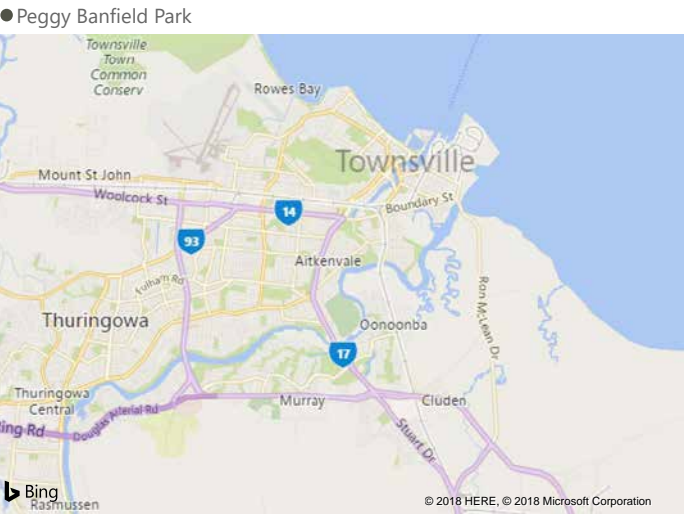 ● Peggy Banfield Park
Townsville
Town
Common
Conserv
Rowes Bay
Townsville
Mount St John
Woolcock St
Boundary St
14
93
Aitkenvale
Fulham Rd
Ron McLean Dr
Thuringowa
Oonoonba
17
Thuringowa
Central
Murray
Cluden
Douglas Arterial Rd
ing Rd
Stuart Dr
Bing
© 2018 HERE, © 2018 Microsoft Corporation
Rasmussen